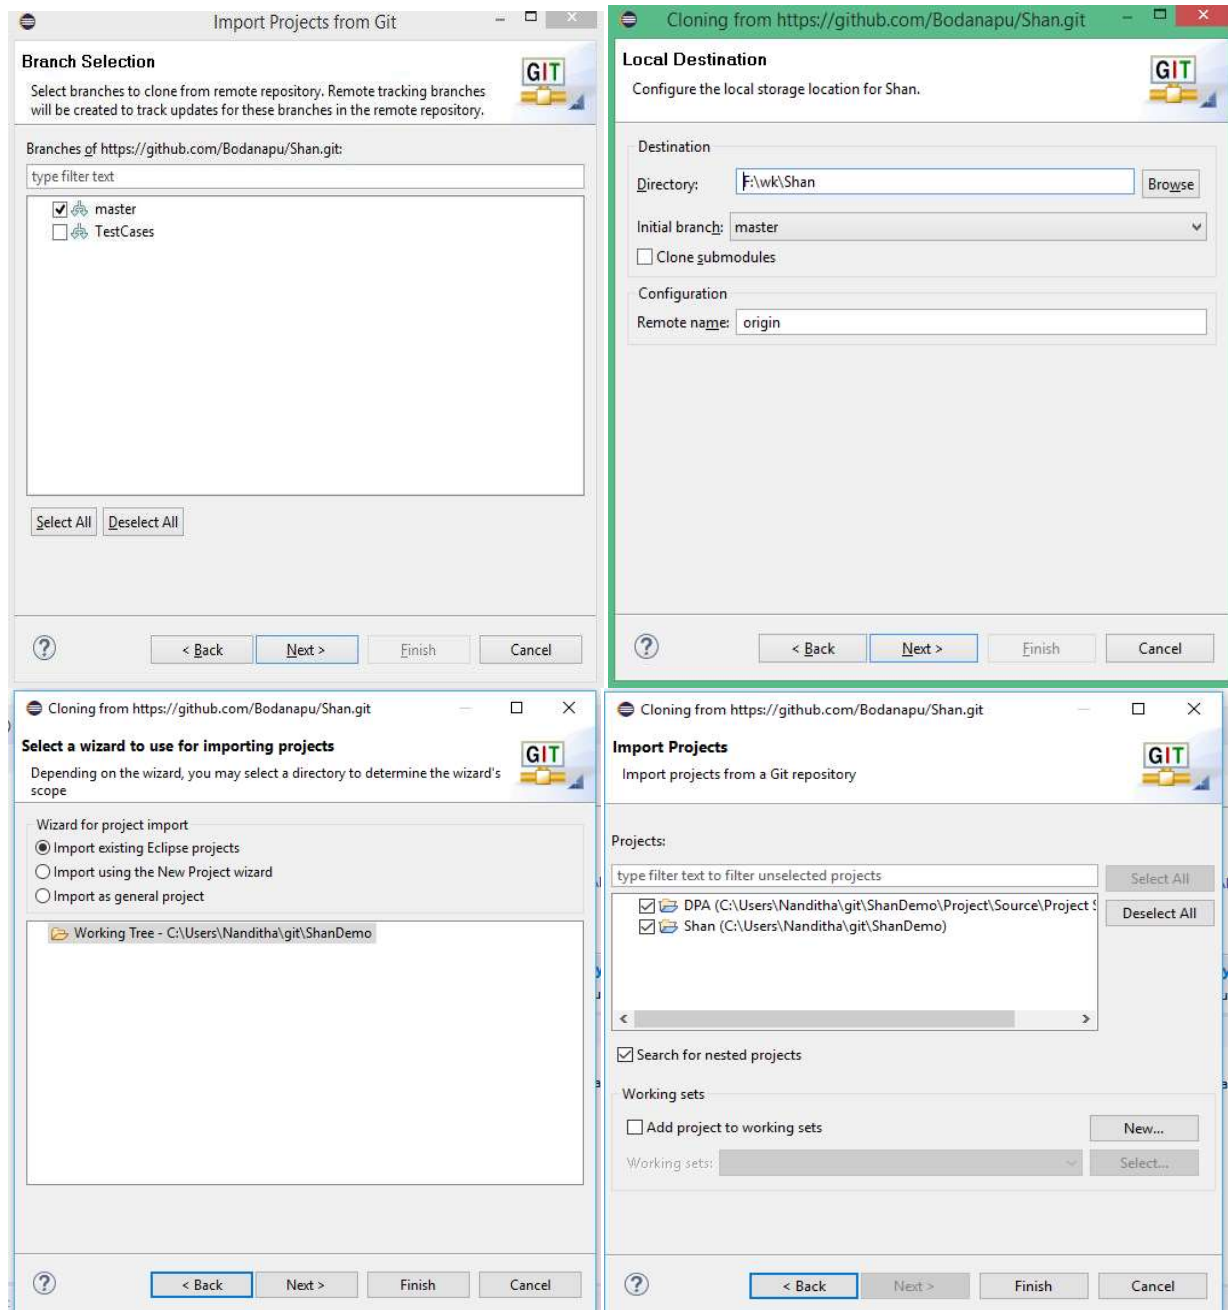 Import Projects from Git
Branch Selection
Select branches to clone from remote repository. Remote tracking branches
will be created to track updates for these branches in the remote repository.
GIT
Branches of https://github.com/Bodanapu/Shan.git:
type filter text
master
TestCases
Select All
Deselect All
< Back
Next >
Finish
Cancel
Cloning from https://github.com/Bodanapu/Shan.git
Local Destination
Configure the local storage location for Shan.
GIT
Destination
Directory: F:\wk\Shan Browse
Initial branch: master
Clone submodules
Configuration
Remote name: origin
< Back
Next >
Finish
Cancel
Cloning from https://github.com/Bodanapu/Shan.git
Select a wizard to use for importing projects
Depending on the wizard, you may select a directory to determine the wizard's
scope
GIT
Wizard for project import
Import existing Eclipse projects
Import using the New Project wizard
Import as general project
Working Tree - C:\Users\Nanditha\git\ShanDemo
< Back
Next >
Finish
Cancel
Cloning from https://github.com/Bodanapu/Shan.git
Import Projects
Import projects from a Git repository
GIT
Projects:
type filter text to filter unselected projects
Select All
DPA (C:\Users\Nanditha\git\ShanDemo\Project\Source\Project
Deselect All
Shan (C:\Users\Nanditha\git\ShanDemo)
Search for nested projects
Working sets
Add project to working sets
New...
Working sets:
Select...
< Back
Next >
Finish
Cancel